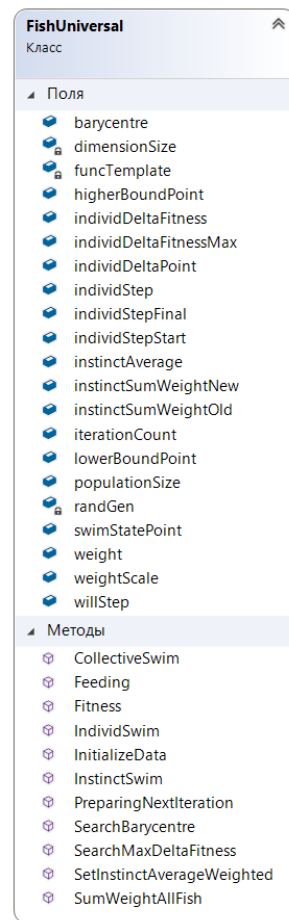 FishUniversal
Класс
Поля
barycentre
dimensionSize
funcTemplate
higherBoundPoint
individDeltaFitness
individDeltaFitnessMax
individDeltaPoint
individStep
individStepFinal
individStepStart
instinctAverage
instinctSumWeightNew
instinctSumWeightOld
iterationCount
lowerBoundPoint
populationSize
randGen
swimStatePoint
weight
weightScale
willStep
Методы
CollectiveSwim
Feeding
Fitness
IndividSwim
InitializeData
InstinctSwim
PreparingNextIteration
SearchBarycentre
SearchMaxDeltaFitness
SetInstinctAverageWeighted
SumWeightAllFish